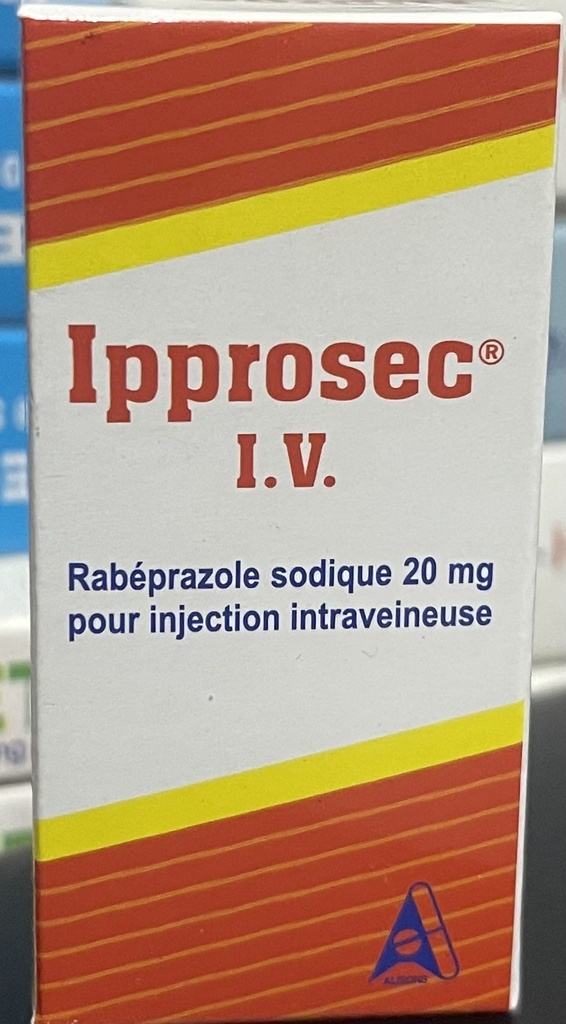 Ipprosec®
I.V.
Rabéprazole sodique 20 mg
pour injection intraveineuse